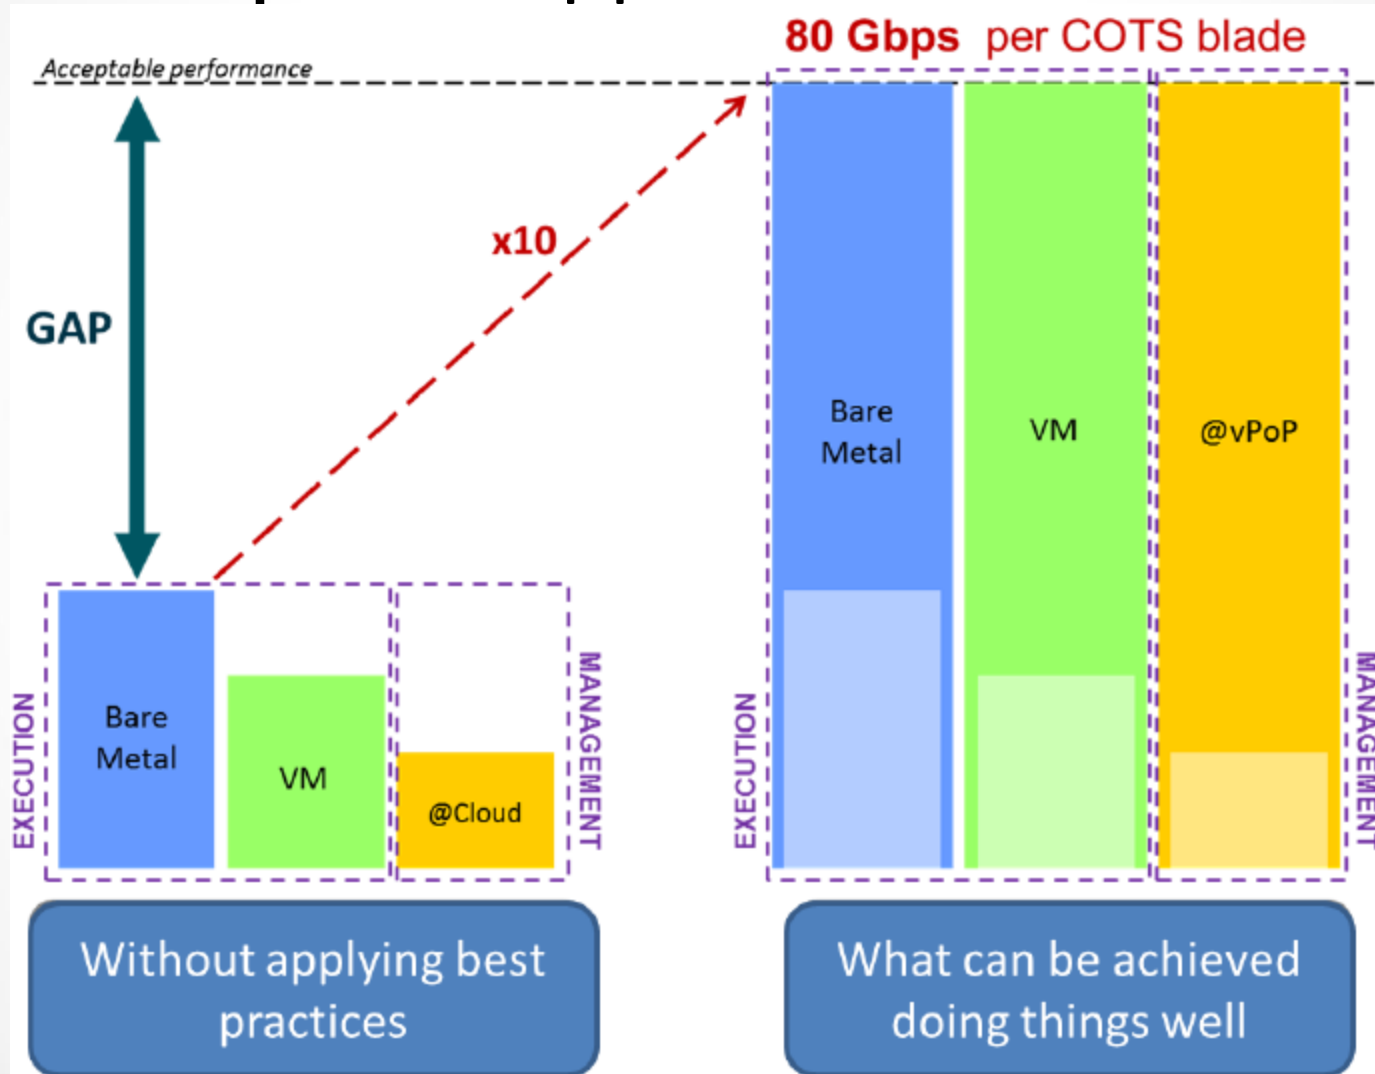 80 Gbps per COTS blade
Acceptable performance
x10
GAP
Bare
Metal
VM
@vPoP
EXECUTION
Bare
Metal
VM
@Cloud
MANAGEMENT
EXECUTION
MANAGEMENT
Without applying best
practices
What can be achieved
doing things well